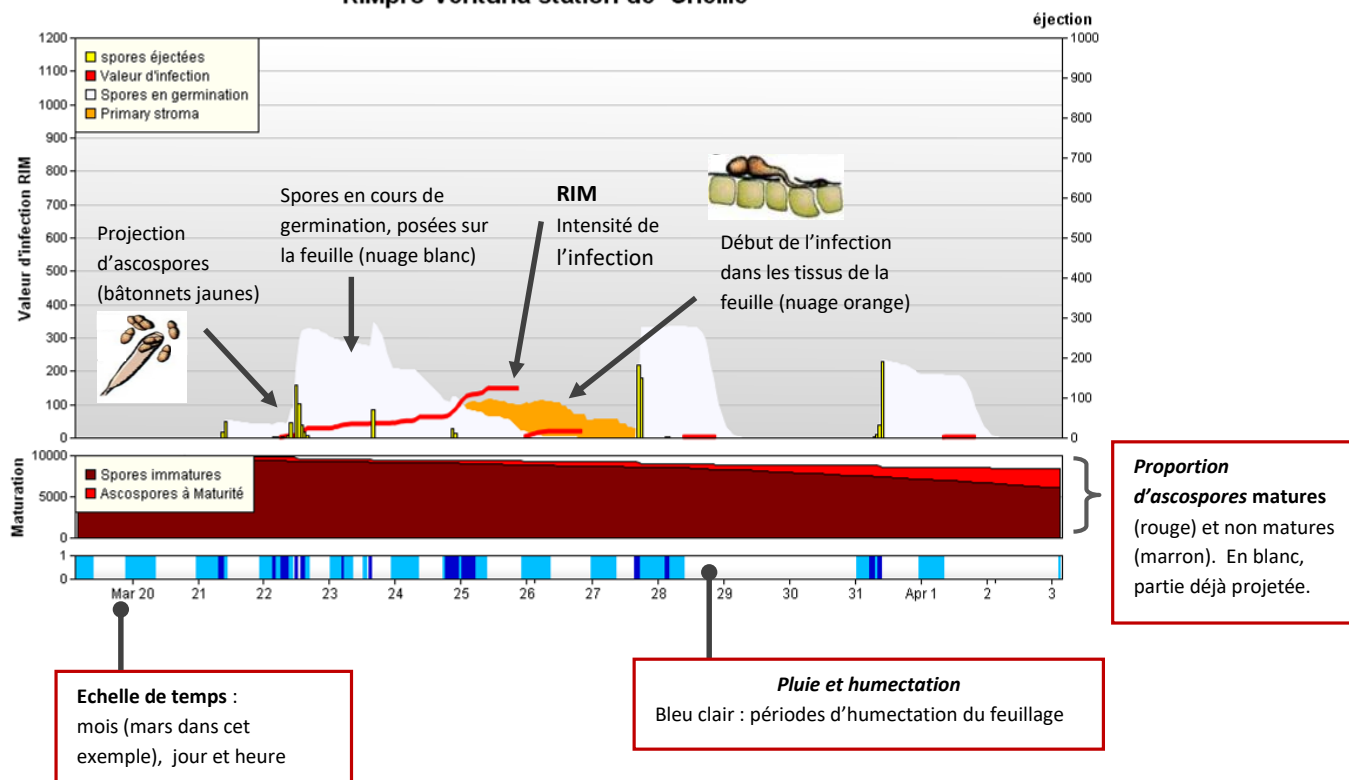 éjection
1200
1100
1000
900
800
700
600
500
400
300
200
100
0
Valeur d'infection RIM
1000
900
800
700
600
500
400
300
200
100
0
spores éjectées
Valeur d'infection
Spores en germination
Primary stroma
Projection
d'ascospores
(bâtonnets jaunes)
Spores en cours de
germination, posées sur
la feuille (nuage blanc)
RIM
Intensité de
l'infection
Début de l'infection
dans les tissus de la
feuille (nuage orange)
10000
5000
0
Maturation
Spores immatures
Ascospores à Maturité
1
0
Mar 20 21 22 23 24 25 26 27 28 29 30 31 Apr 1 2 3
Proportion
d'ascospores matures
(rouge) et non matures
(marron). En blanc,
partie déjà projetée.
Echelle de temps :
mois (mars dans cet
exemple), jour et heure
Pluie et humectation
Bleu clair : périodes d'humectation du feuillage